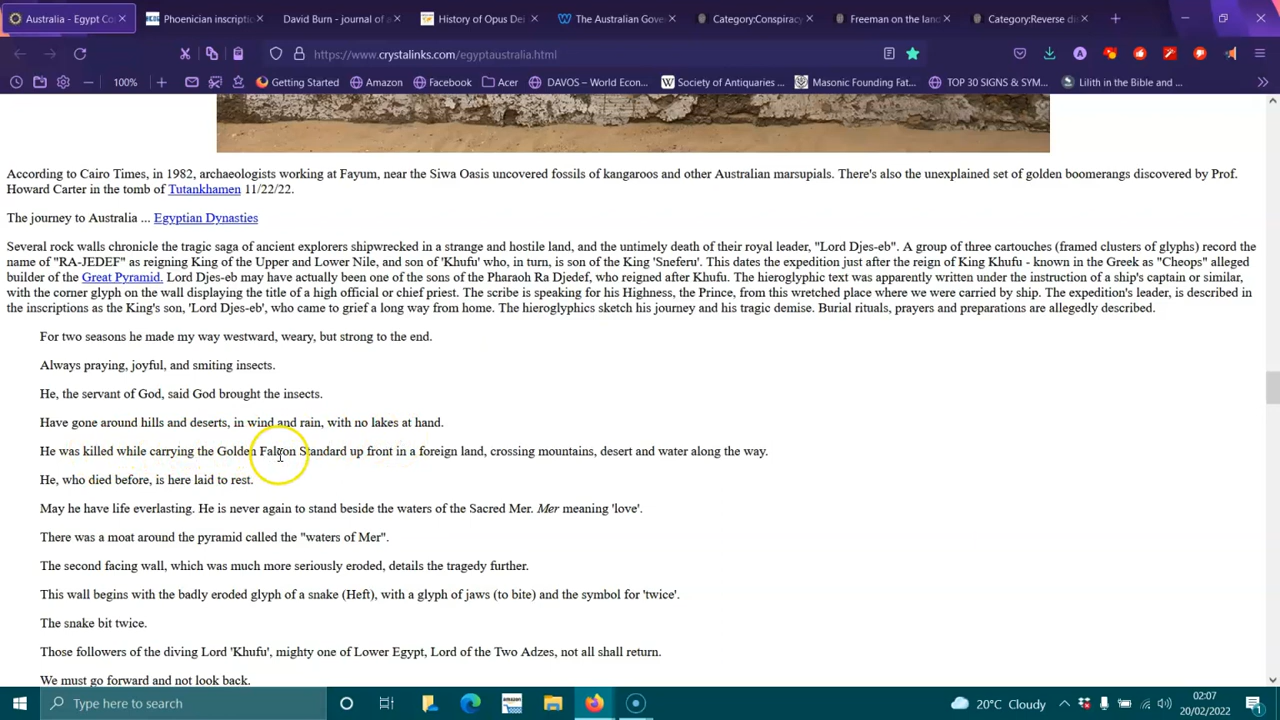 Australia - Egypt Co
Phoenician inscriptic
David Burn - journal of a
History of Opus Dei
The Australian Gover
Category:Conspiracy
Freeman on the land
Category:Reverse di
https://www.crystalinks.com/egyptaustralia.html
100%
Getting Started
Amazon
Facebook
Acer
DAVOS – World Econ...
Society of Antiquaries ...
Masonic Founding Fat...
TOP 30 SIGNS & SYM...
Lilith in the Bible and ...
According to Cairo Times, in 1982, archaeologists working at Fayum, near the Siwa Oasis uncovered fossils of kangaroos and other Australian marsupials. There's also the unexplained set of golden boomerangs discovered by Prof.
Howard Carter in the tomb of Tutankhamen 11/22/22.
The journey to Australia ... Egyptian Dynasties
Several rock walls chronicle the tragic saga of ancient explorers shipwrecked in a strange and hostile land, and the untimely death of their royal leader, "Lord Djes-eb". A group of three cartouches (framed clusters of glyphs) record the
name of "RA-JEDEF" as reigning King of the Upper and Lower Nile, and son of 'Khufu' who, in turn, is son of the King 'Sneferu'. This dates the expedition just after the reign of King Khufu - known in the Greek as "Cheops" alleged
builder of the Great Pyramid. Lord Djes-eb may have actually been one of the sons of the Pharaoh Ra Djedef, who reigned after Khufu. The hieroglyphic text was apparently written under the instruction of a ship's captain or similar,
with the corner glyph on the wall displaying the title of a high official or chief priest. The scribe is speaking for his Highness, the Prince, from this wretched place where we were carried by ship. The expedition's leader, is described in
the inscriptions as the King's son, 'Lord Djes-eb', who came to grief a long way from home. The hieroglyphics sketch his journey and his tragic demise. Burial rituals, prayers and preparations are allegedly described.
For two seasons he made my way westward, weary, but strong to the end.
Always praying, joyful, and smiting insects.
He, the servant of God, said God brought the insects.
Have gone around hills and deserts, in wind and rain, with no lakes at hand.
He was killed while carrying the Golden Falcon Standard up front in a foreign land, crossing mountains, desert and water along the way.
He, who died before, is here laid to rest.
May he have life everlasting. He is never again to stand beside the waters of the Sacred Mer. Mer meaning 'love'.
There was a moat around the pyramid called the "waters of Mer".
The second facing wall, which was much more seriously eroded, details the tragedy further.
This wall begins with the badly eroded glyph of a snake (Heft), with a glyph of jaws (to bite) and the symbol for 'twice'.
The snake bit twice.
Those followers of the diving Lord 'Khufu', mighty one of Lower Egypt, Lord of the Two Adzes, not all shall return.
We must go forward and not look back.
Type here to search
amazon
20°C Cloudy
02:07
20/02/2022